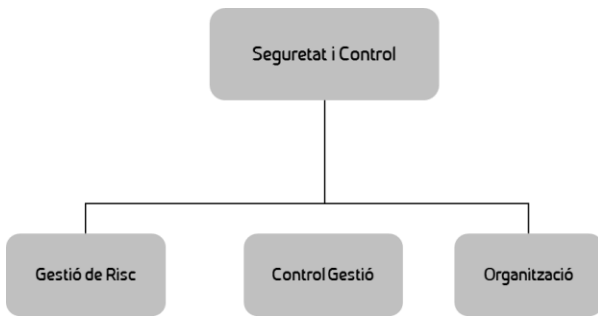 Seguretat i Control
Gestió de Risc
Control Gestió
Organització